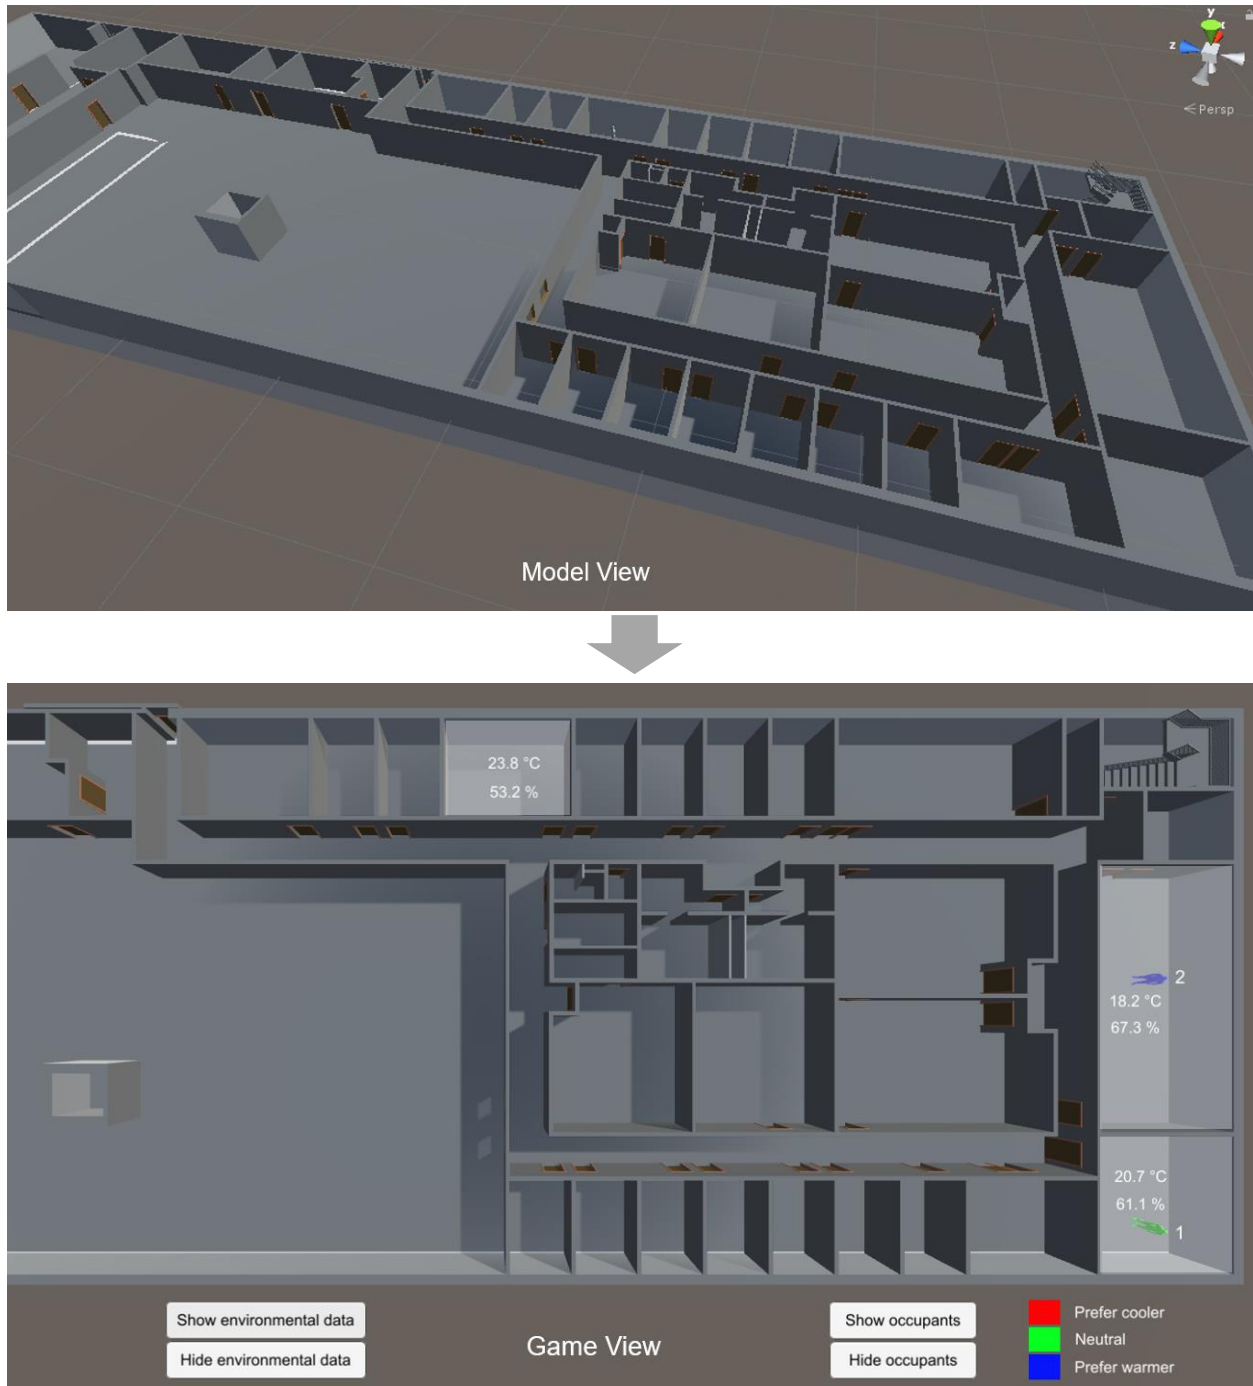 y
x
z
Persp
Model View
23.8 °C
53.2 %
2
18.2 °C
67.3 %
20.7 °C
61.1 %
1
Show environmental data
Hide environmental data
Game View
Show occupants
Hide occupants
Prefer cooler
Neutral
Prefer warmer